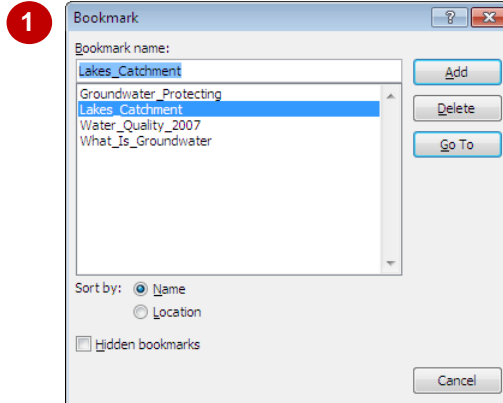 1
Bookmark
Bookmark name:
Lakes_Catchment
Add
Groundwater_Protecting
Lakes_Catchment
Water_Quality_2007
What_Is_Groundwater
Delete
Go To
Sort by:
Name
Location
Hidden bookmarks
Cancel